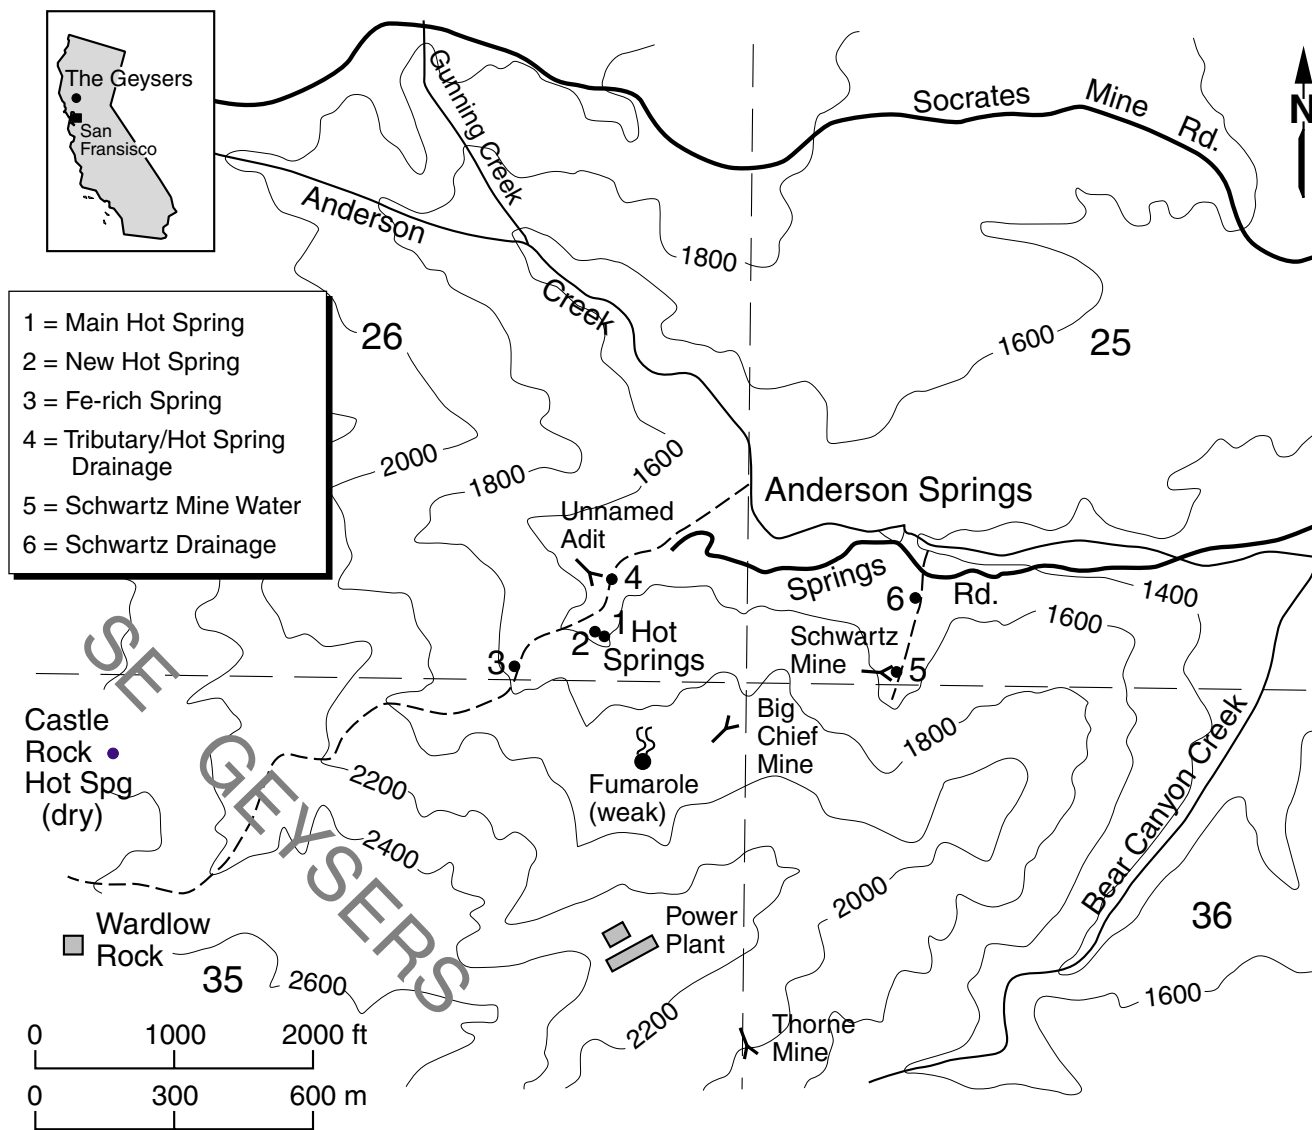 The Geysers
San
Fransisco
Gunning Creek
Socrates Mine Rd.
N
Anderson Creek
1800
1 = Main Hot Spring
2 = New Hot Spring
3 = Fe-rich Spring
4 = Tributary/Hot Spring
Drainage
5 = Schwartz Mine Water
6 = Schwartz Drainage
26
1600
25
2000
1800
1600
Anderson Springs
Unnamed
Adit
4
Springs Rd.
6
1400
1600
1
2
Hot
Springs
3
Schwartz
Mine
5
SE GEYSERS
Castle
Rock
Hot Spg
(dry)
Big
Chief
Mine
1800
Bear Canyon Creek
2200
Fumarole
(weak)
2400
2000
36
Wardlow
Rock
Power
Plant
35
2600
1600
2200
Thorne
Mine
0 1000 2000 ft
0 300 600 m